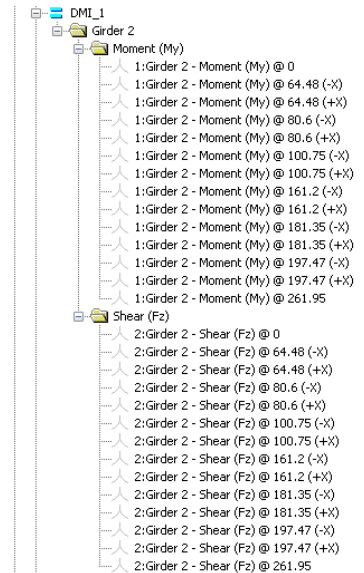 DMI_1
Girder 2
Moment (My)
1:Girder 2 - Moment (My) @ 0
1:Girder 2 - Moment (My) @ 64.48 (-X)
1:Girder 2 - Moment (My) @ 64.48 (+X)
1:Girder 2 - Moment (My) @ 80.6 (-X)
1:Girder 2 - Moment (My) @ 80.6 (+X)
1:Girder 2 - Moment (My) @ 100.75 (-X)
1:Girder 2 - Moment (My) @ 100.75 (+X)
1:Girder 2 - Moment (My) @ 161.2 (-X)
1:Girder 2 - Moment (My) @ 161.2 (+X)
1:Girder 2 - Moment (My) @ 181.35 (-X)
1:Girder 2 - Moment (My) @ 181.35 (+X)
1:Girder 2 - Moment (My) @ 197.47 (-X)
1:Girder 2 - Moment (My) @ 197.47 (+X)
1:Girder 2 - Moment (My) @ 261.95
Shear (Fz)
2:Girder 2 - Shear (Fz) @ 0
2:Girder 2 - Shear (Fz) @ 64.48 (-X)
2:Girder 2 - Shear (Fz) @ 64.48 (+X)
2:Girder 2 - Shear (Fz) @ 80.6 (-X)
2:Girder 2 - Shear (Fz) @ 80.6 (+X)
2:Girder 2 - Shear (Fz) @ 100.75 (-X)
2:Girder 2 - Shear (Fz) @ 100.75 (+X)
2:Girder 2 - Shear (Fz) @ 161.2 (-X)
2:Girder 2 - Shear (Fz) @ 161.2 (+X)
2:Girder 2 - Shear (Fz) @ 181.35 (-X)
2:Girder 2 - Shear (Fz) @ 181.35 (+X)
2:Girder 2 - Shear (Fz) @ 197.47 (-X)
2:Girder 2 - Shear (Fz) @ 197.47 (+X)
2:Girder 2 - Shear (Fz) @ 261.95